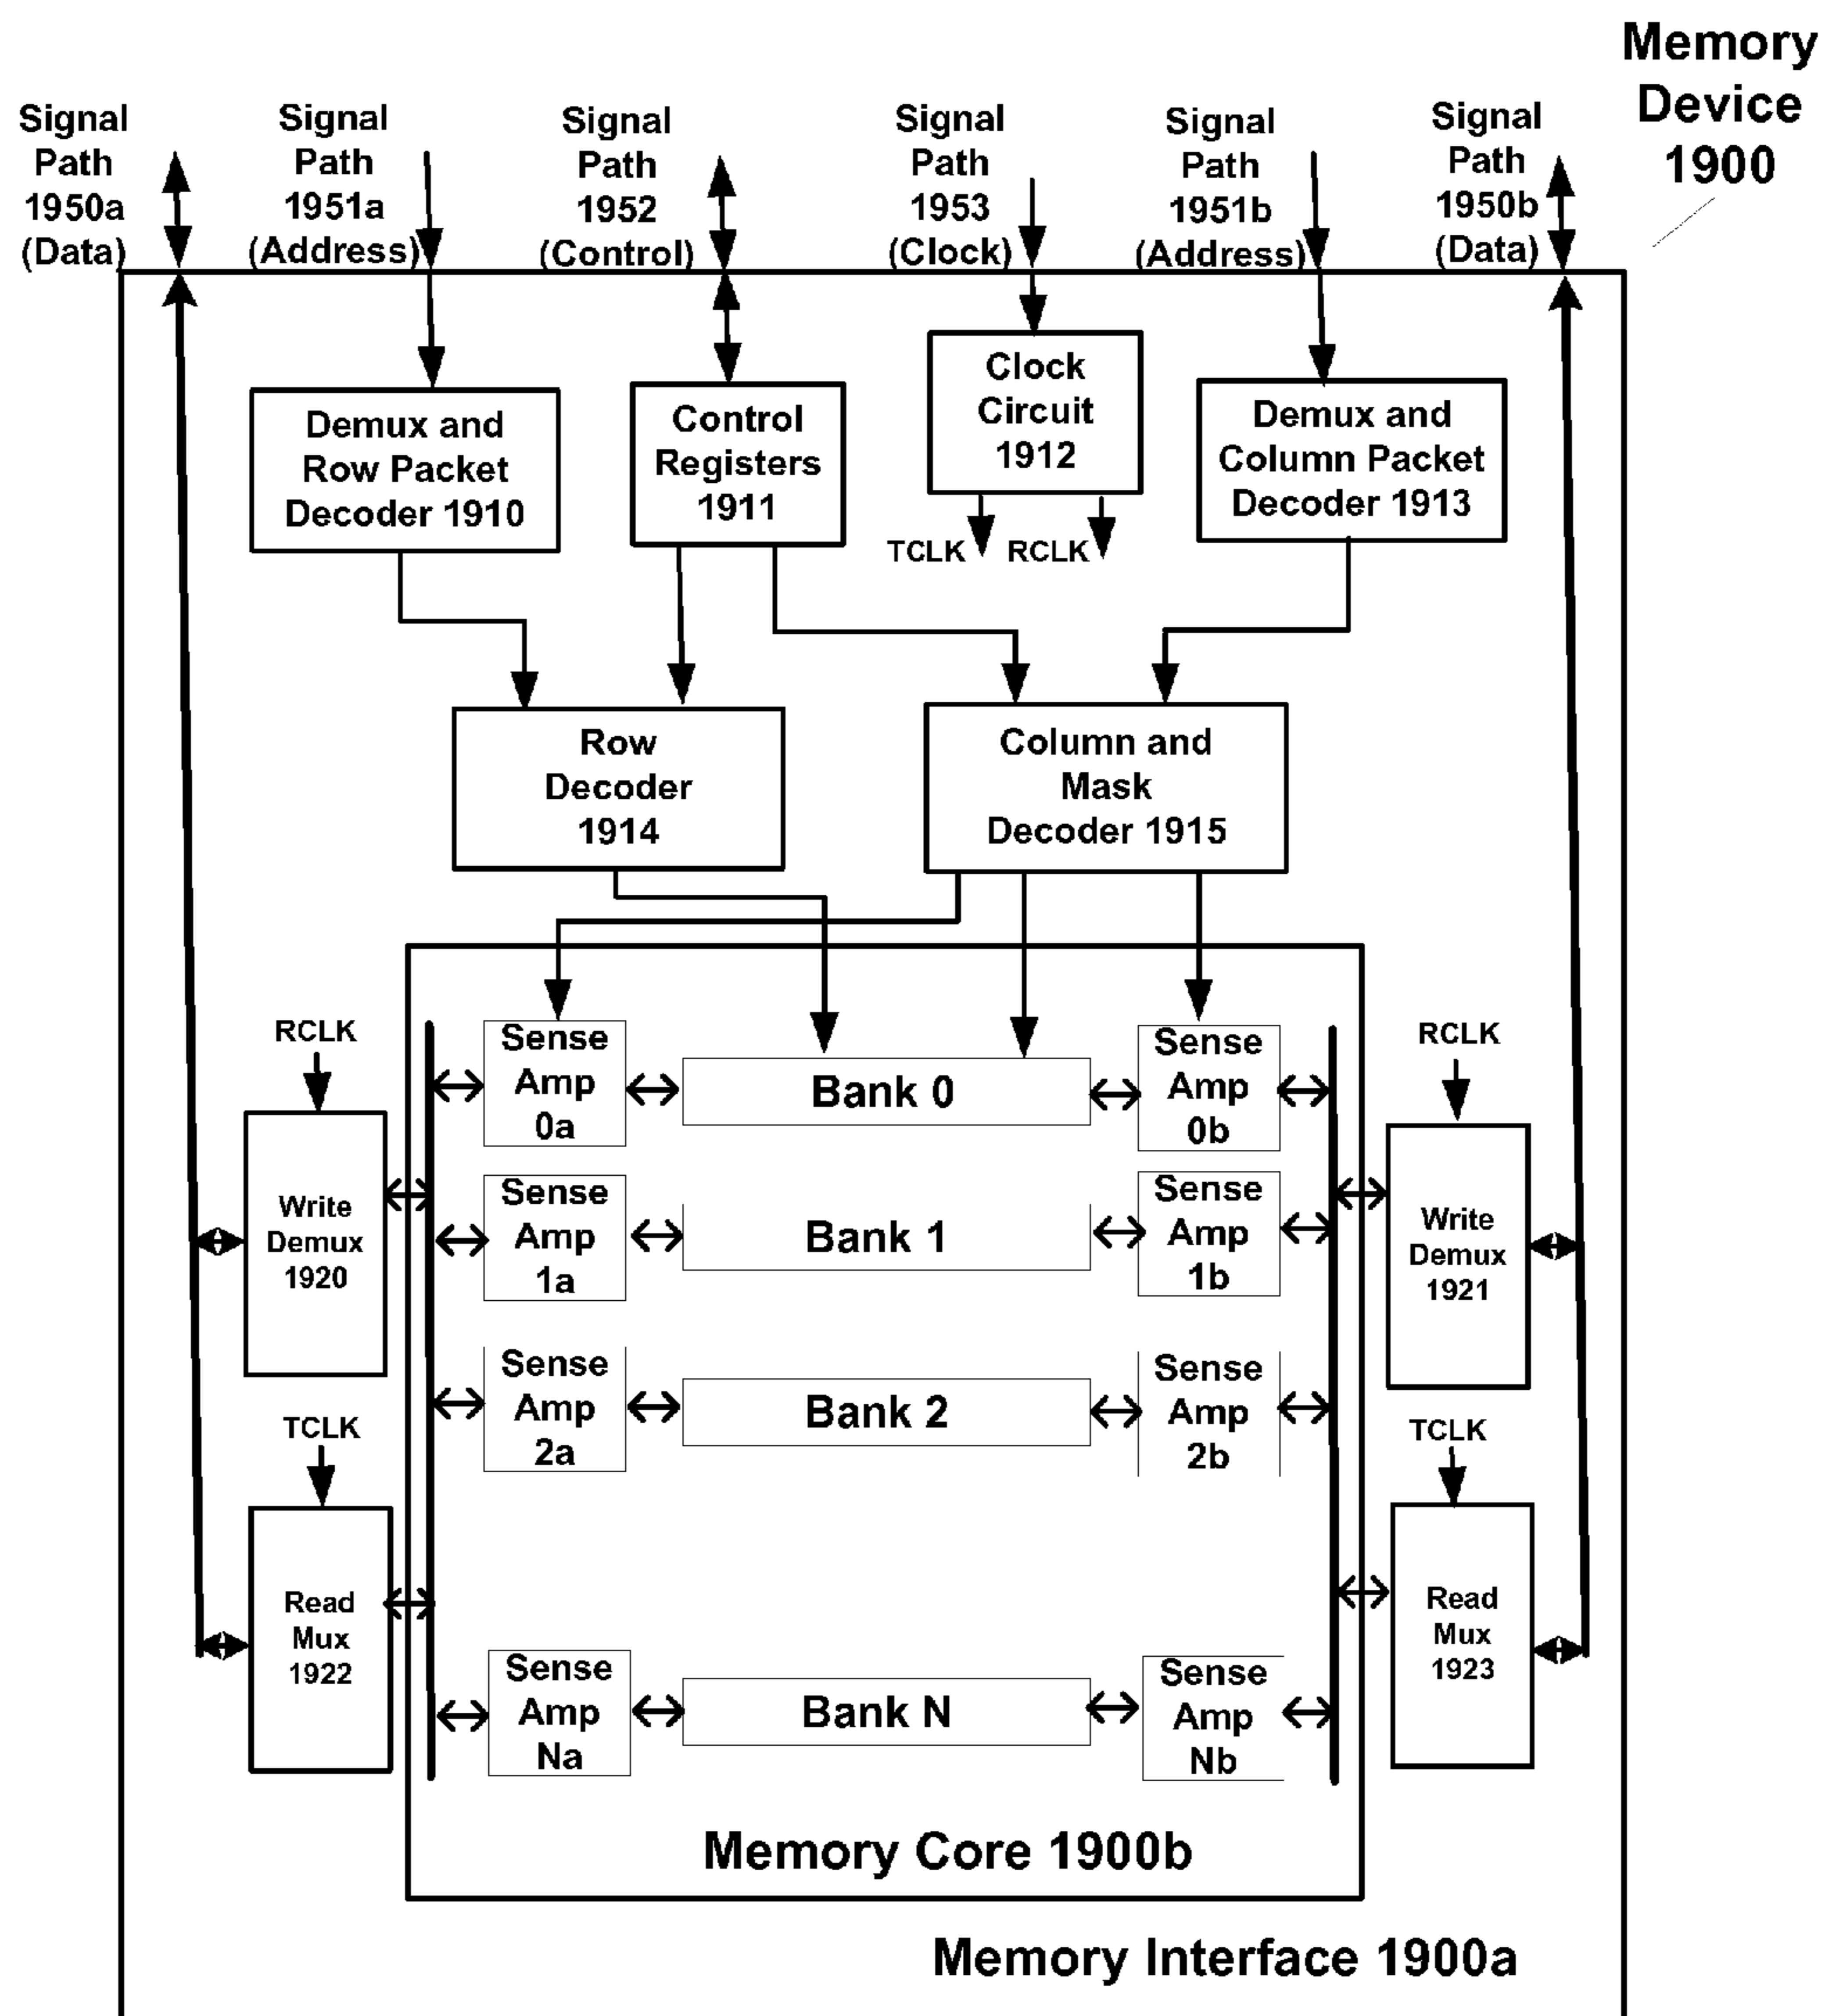 Memory
Device
1900
Signal
Path
1950a
(Data)
Signal
Path
1951a
(Address)
Signal
Path
1952
(Control)
Signal
Path
1953
(Clock)
Signal
Path
1951b
(Address)
Signal
Path
1950b
(Data)
Demux and
Row Packet
Decoder 1910
Control
Registers
1911
Clock
Circuit
1912
Demux and
Column Packet
Decoder 1913
TCLK
RCLK
Row
Decoder
1914
Column and
Mask
Decoder 1915
RCLK
Sense
Amp
0a
Bank 0
Sense
Amp
0b
RCLK
Write
Demux
1920
Sense
Amp
1a
Bank 1
Sense
Amp
1b
Write
Demux
1921
Sense
Amp
2a
Bank 2
Sense
Amp
2b
TCLK
TCLK
Read
Mux
1922
Sense
Amp
Na
Bank N
Sense
Amp
Nb
Read
Mux
1923
Memory Core 1900b
Memory Interface 1900a